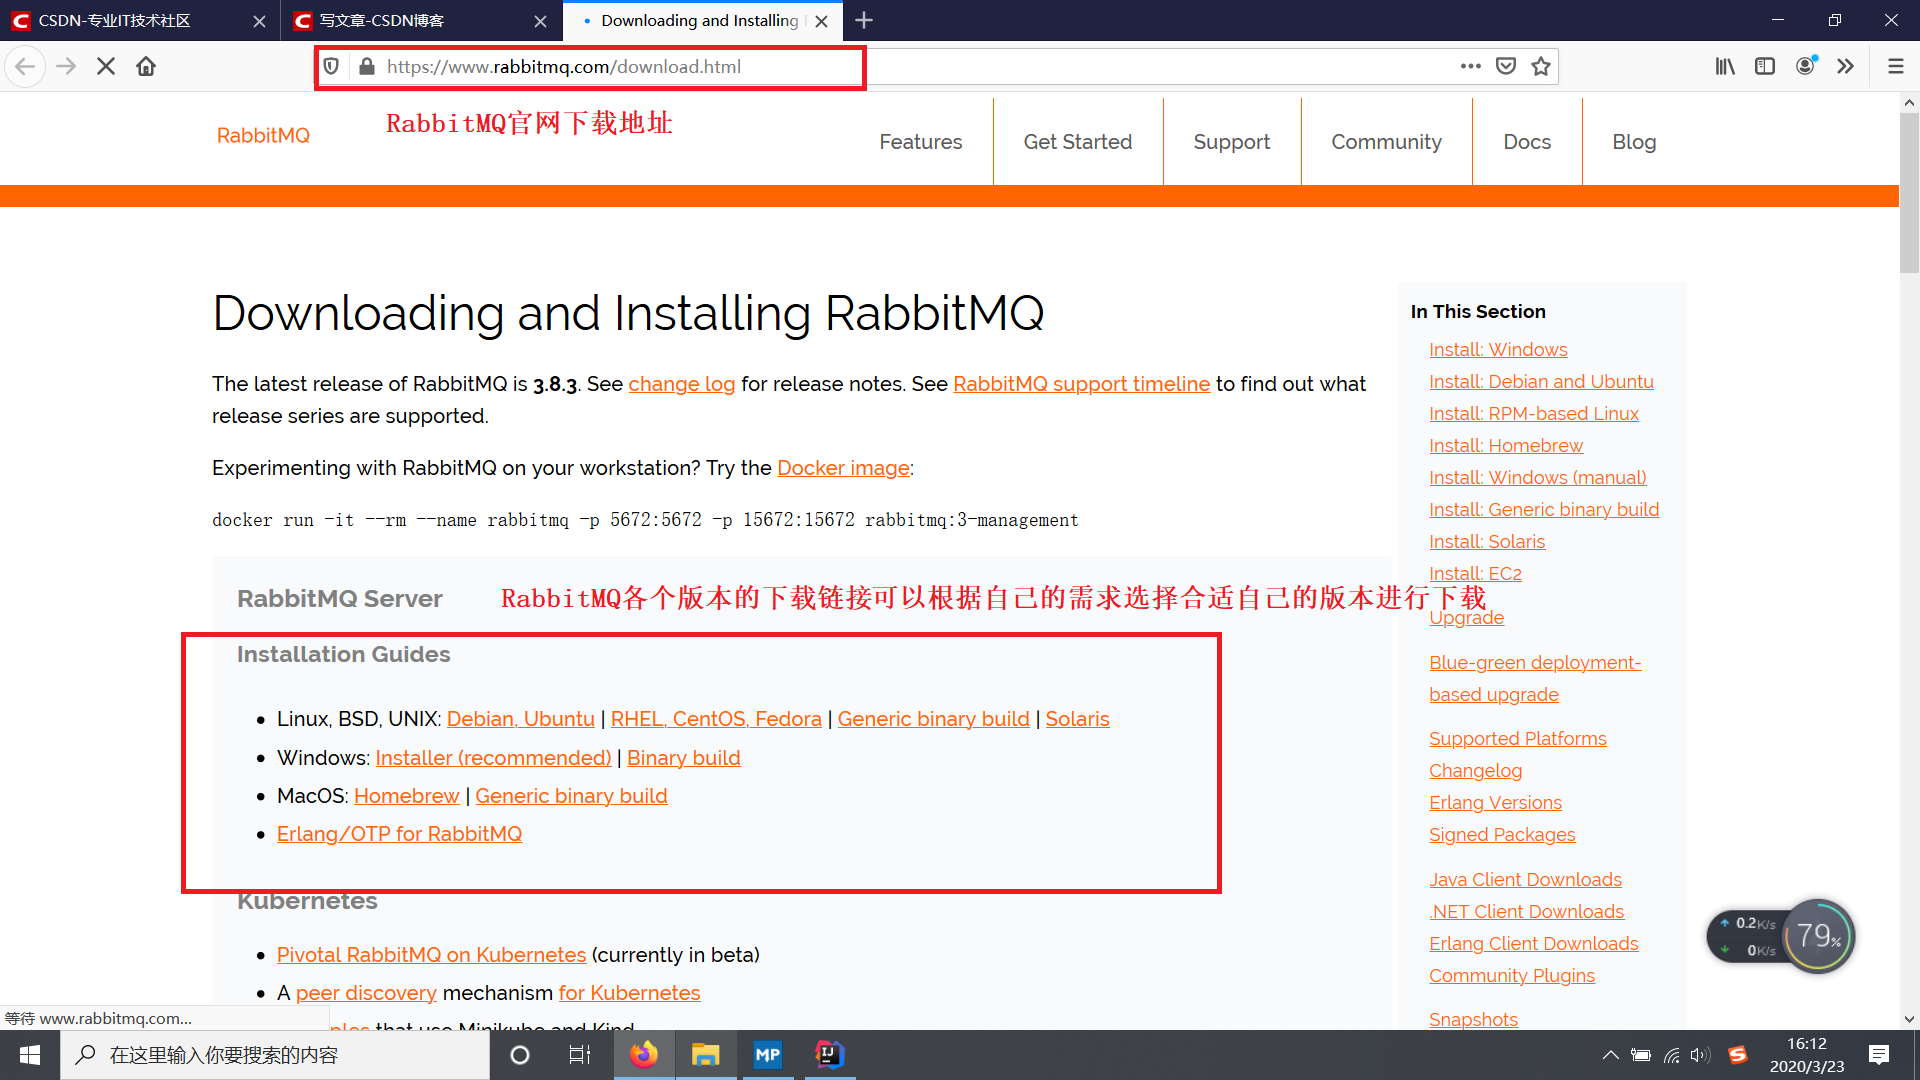 CSDN-专业IT技术社区
写文章-CSDN博客
Downloading and Installing
https://www.rabbitmq.com/download.html
RabbitMQ
RabbitMQ官网下载地址
Features
Get Started
Support
Community
Docs
Blog
Downloading and Installing RabbitMQ
The latest release of RabbitMQ is 3.8.3. See change log for release notes. See RabbitMQ support timeline to find out what
release series are supported.
Experimenting with RabbitMQ on your workstation? Try the Docker image:
docker run -it --rm --name rabbitmq -p 5672:5672 -p 15672:15672 rabbitmq:3-management
RabbitMQ Server
RabbitMQ各个版本的下载链接可以根据自己的需求选择合适自己的版本进行下载
Installation Guides
Linux, BSD, UNIX: Debian, Ubuntu | RHEL, CentOS, Fedora | Generic binary build | Solaris
Windows: Installer (recommended) | Binary build
MacOS: Homebrew | Generic binary build
Erlang/OTP for RabbitMQ
Kubernetes
Pivotal RabbitMQ on Kubernetes (currently in beta)
A peer discovery mechanism for Kubernetes
that use Minikube and Kind
In This Section
Install: Windows
Install: Debian and Ubuntu
Install: RPM-based Linux
Install: Homebrew
Install: Windows (manual)
Install: Generic binary build
Install: Solaris
Install: EC2
Upgrade
Blue-green deployment-
based upgrade
Supported Platforms
Changelog
Erlang Versions
Signed Packages
Java Client Downloads
.NET Client Downloads
Erlang Client Downloads
Community Plugins
Snapshots
0.2K/s
0K/s
79%
等待 www.rabbitmq.com...
在这里输入你要搜索的内容
MP
IJ
16:12
2020/3/23